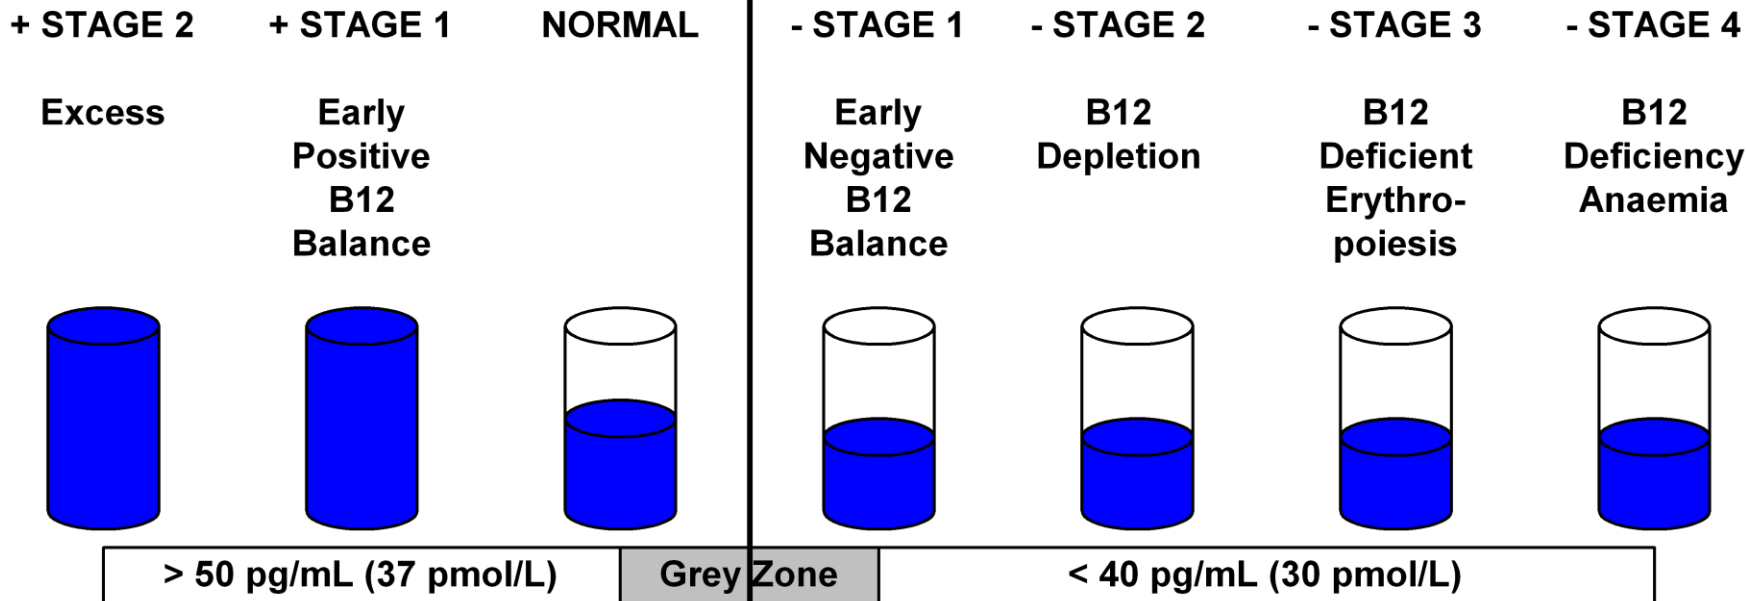 + STAGE 2 + STAGE 1 NORMAL - STAGE 1 - STAGE 2 - STAGE 3 - STAGE 4
Excess
Early
Positive
B12
Balance
Early
Negative
B12
Balance
B12
Depletion
B12
Deficient
Erythro-
poiesis
B12
Deficiency
Anaemia
> 50 pg/mL (37 pmol/L) Grey Zone < 40 pg/mL (30 pmol/L)